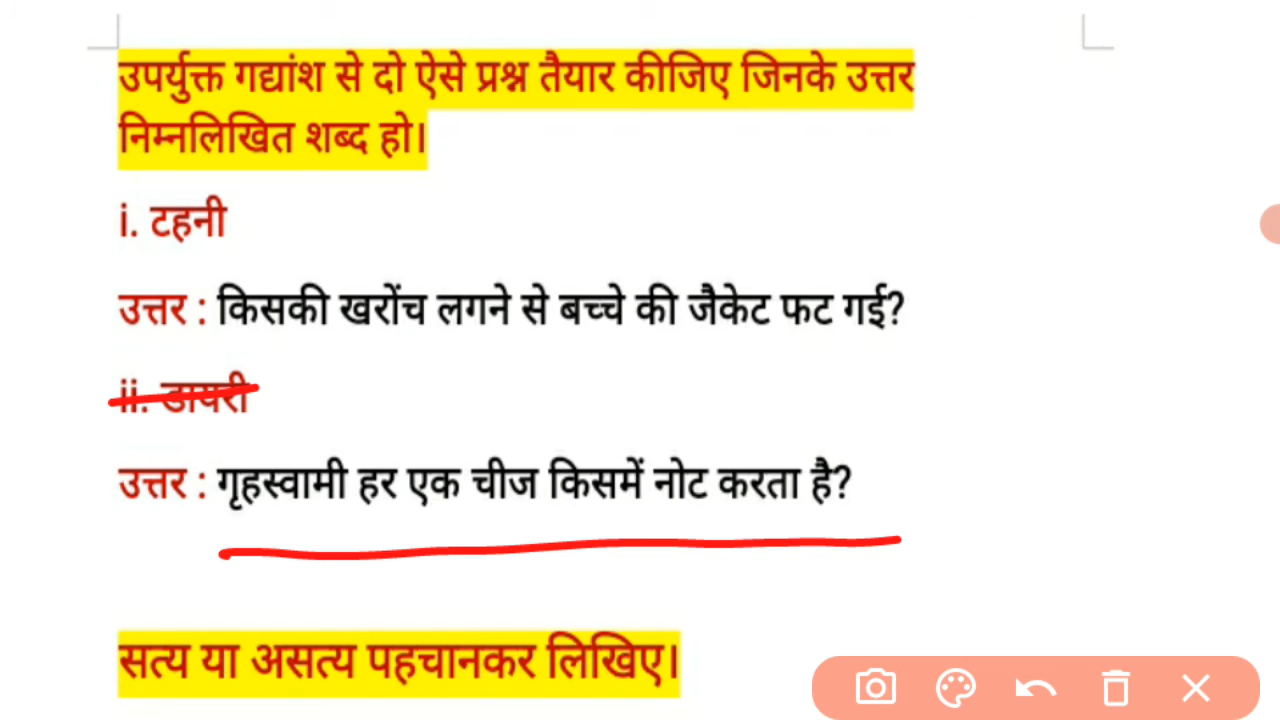 उपर्युक्त गद्यांश से दो ऐसे प्रश्न तैयार कीजिए जिनके उत्तर
निम्नलिखित शब्द हो।
i. टहनी
उत्तर : किसकी खरोंच लगने से बच्चे की जैकेट फट गई?
ii. डायरी
उत्तर : गृहस्वामी हर एक चीज किसमें नोट करता है?
सत्य या असत्य पहचानकर लिखिए।